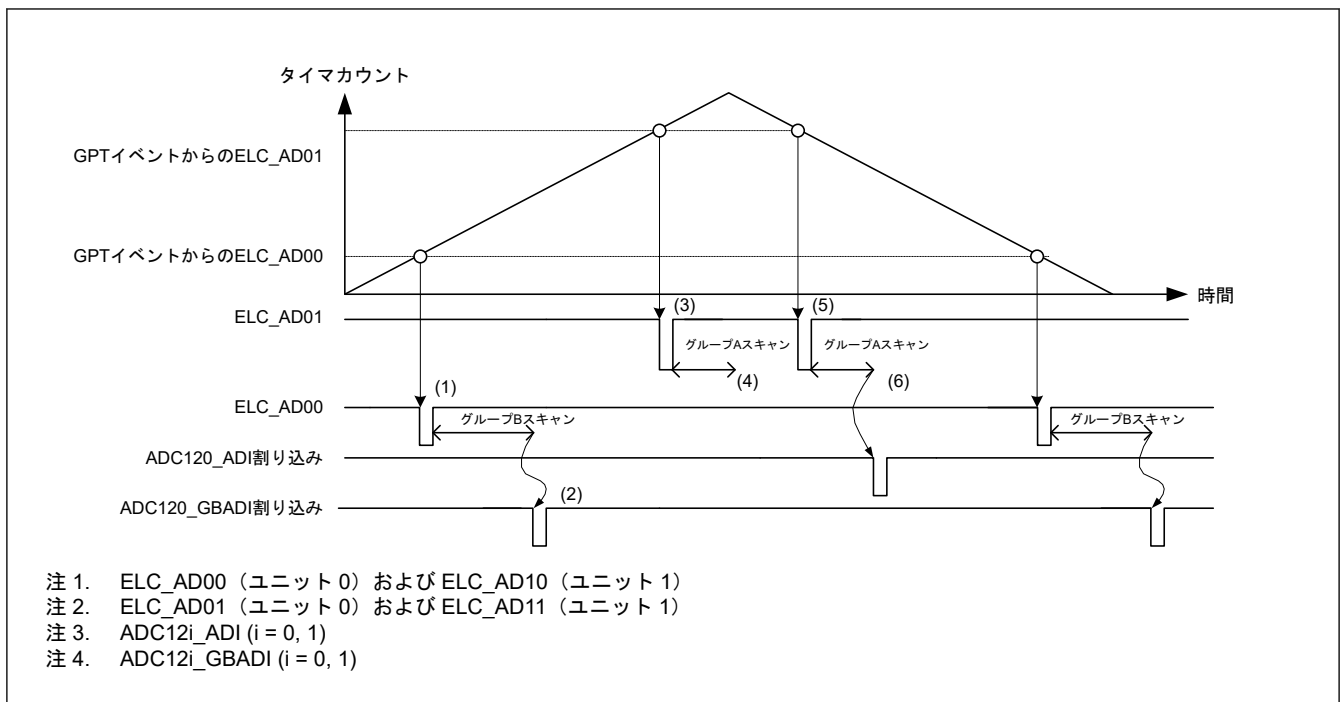 タイマカウント
GPTイベントからのELC_AD01
GPTイベントからのELC_AD00
時間
ELC_AD01
(3)
(5)
グループAスキャン
グループAスキャン
(4)
(6)
(1)
ELC_AD00
グループBスキャン
グループBスキャン
ADC120_ADI割り込み
(2)
ADC120_GBADI割り込み
注 1. ELC_AD00（ユニット 0）および ELC_AD10（ユニット 1）
注 2. ELC_AD01（ユニット 0）および ELC_AD11（ユニット 1）
注 3. ADC12i_ADI (i = 0, 1)
注 4. ADC12i_GBADI (i = 0, 1)